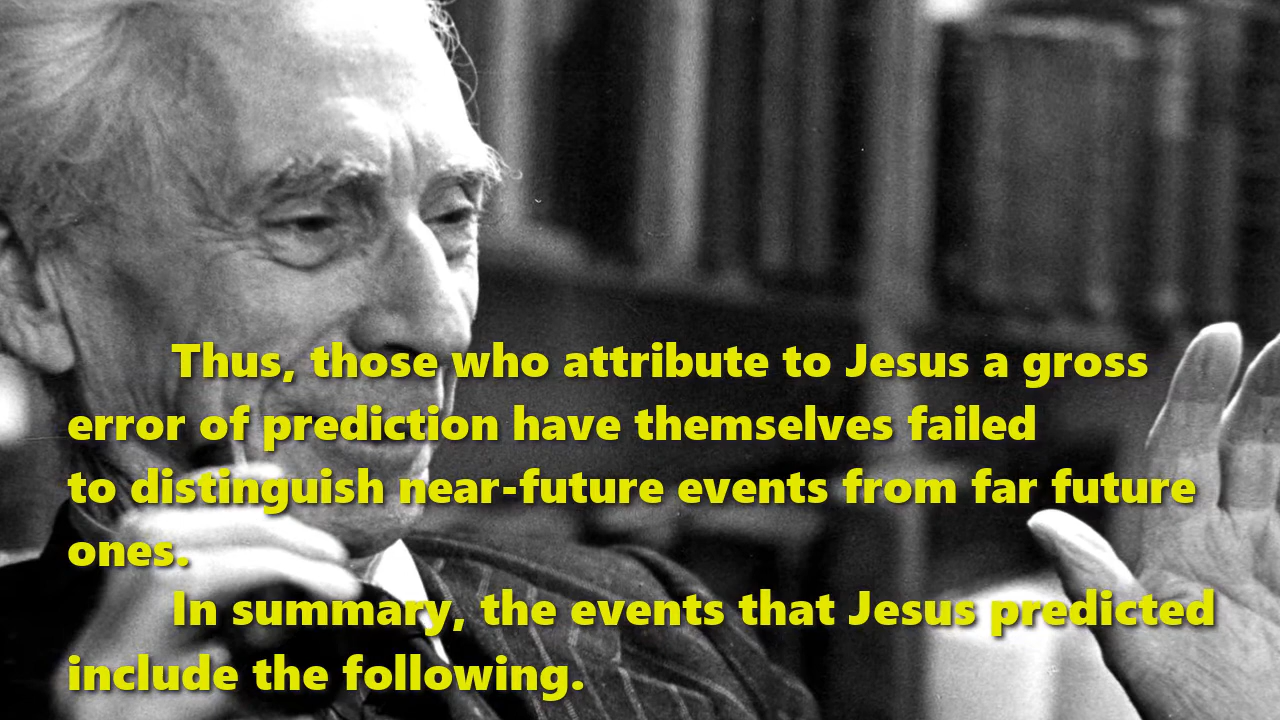 Thus, those who attribute to Jesus a gross
error of prediction have themselves failed
to distinguish near-future events from far future
ones.
In summary, the events that Jesus predicted
include the following.